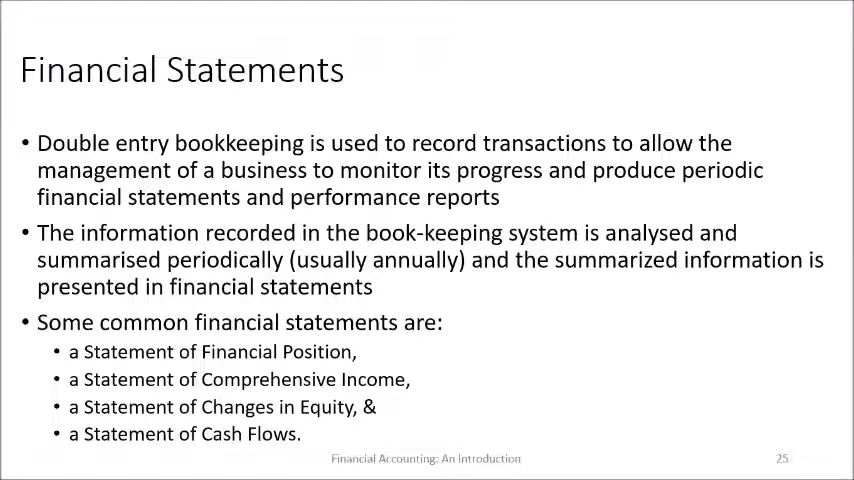 Financial Statements
• Double entry bookkeeping is used to record transactions to allow the
management of a business to monitor its progress and produce periodic
financial statements and performance reports
• The information recorded in the book-keeping system is analysed and
summarised periodically (usually annually) and the summarized information is
presented in financial statements
• Some common financial statements are:
• a Statement of Financial Position,
• a Statement of Comprehensive Income,
• a Statement of Changes in Equity, &
• a Statement of Cash Flows.
Financial Accounting: An Introduction
25